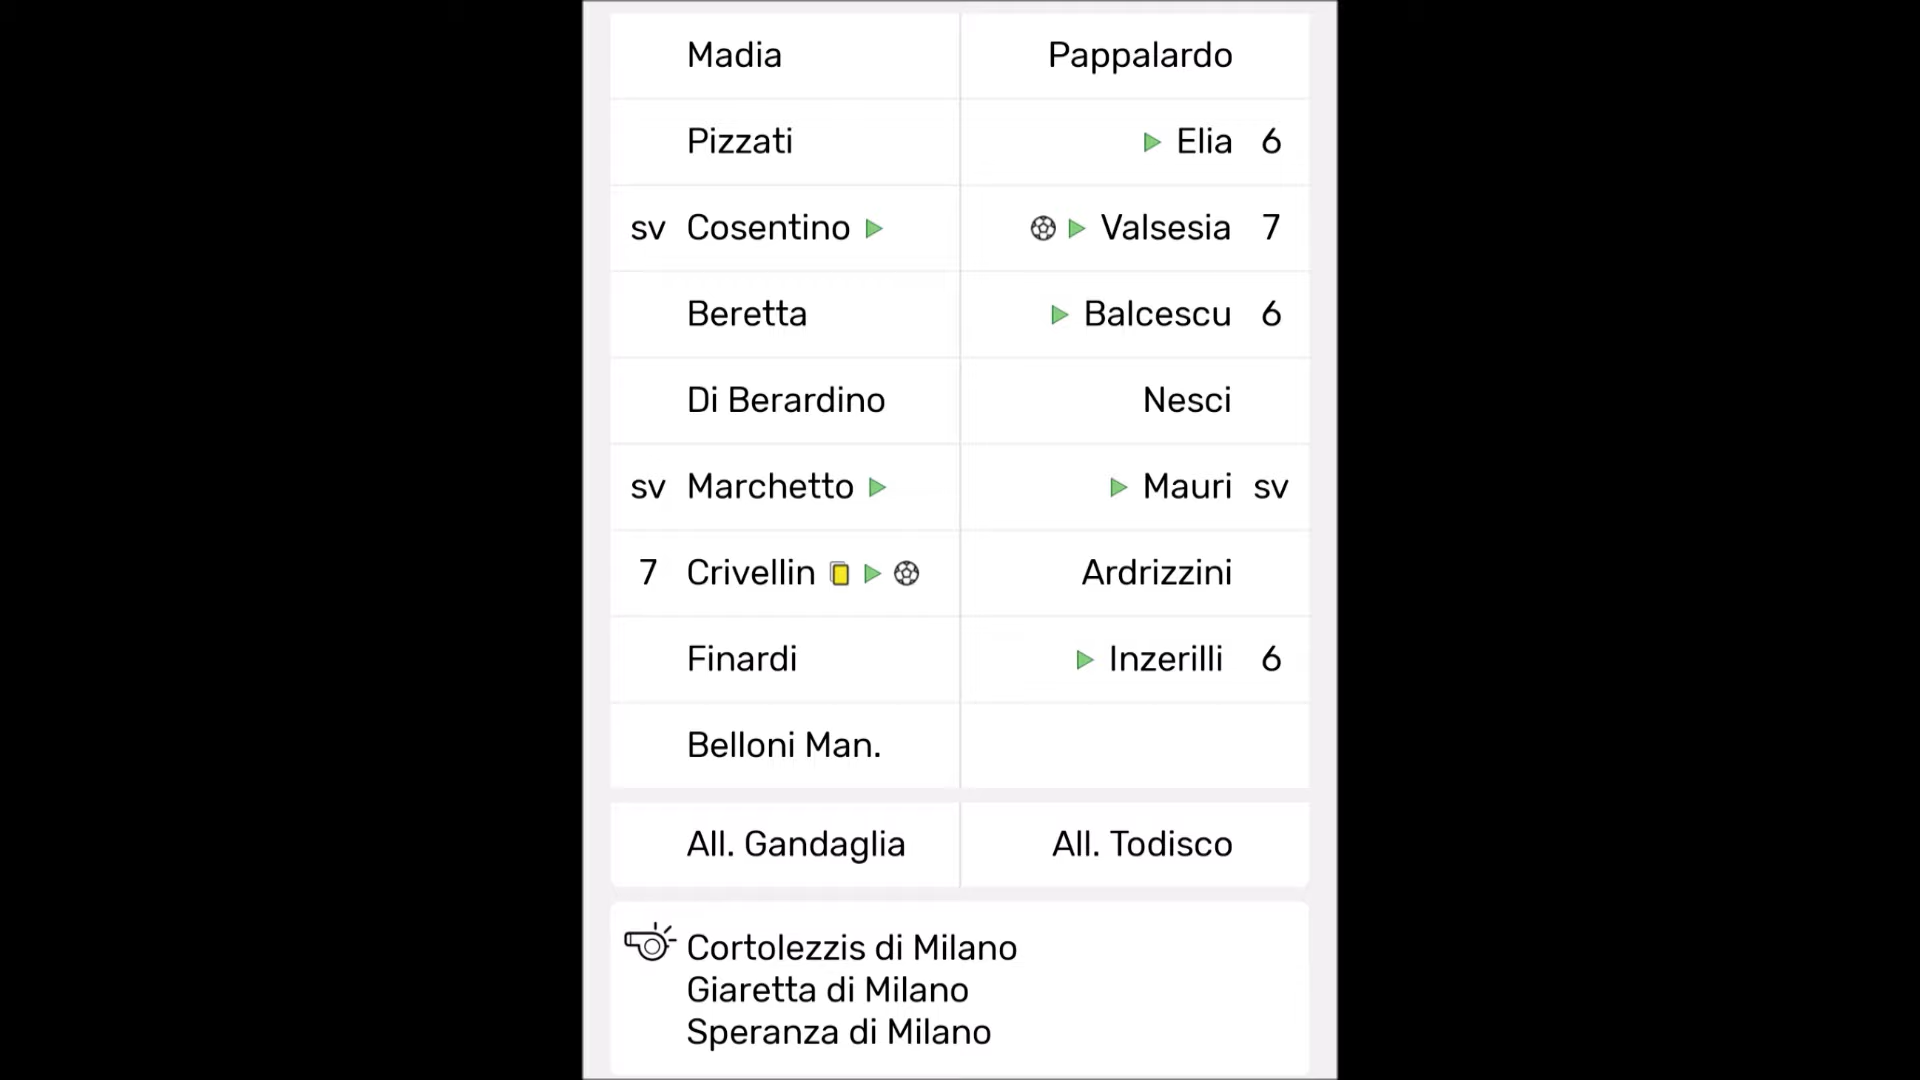 Madia Pappalardo
Pizzati Elia 6
sv Cosentino Valsesia 7
Beretta Balcescu 6
Di Berardino Nesci
sv Marchetto Mauri sv
7 Crivellin Ardrizzini
Finardi Inzerilli 6
Belloni Man.
All. Gandaglia All. Todisco
Cortolezzis di Milano
Giaretta di Milano
Speranza di Milano